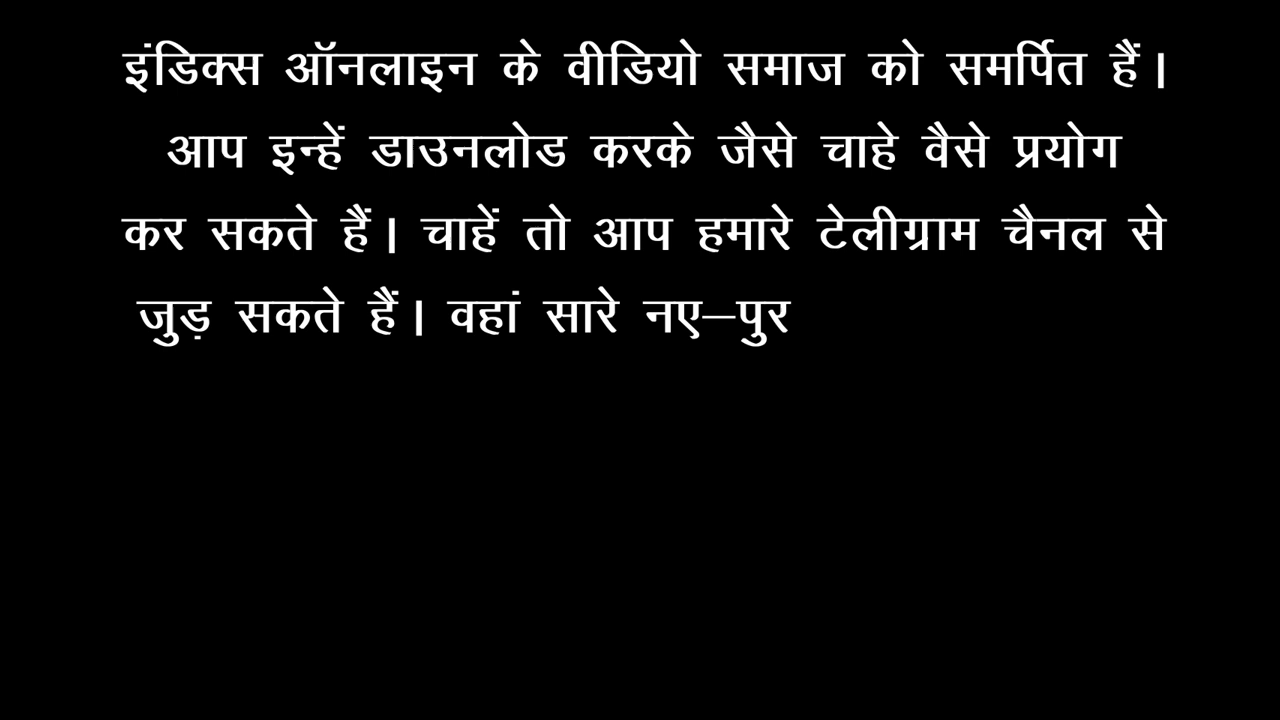 इंडिक्स ऑनलाइन के वीडियो समाज को समर्पित हैं।
आप इन्हें डाउनलोड करके जैसे चाहे वैसे प्रयोग
कर सकते हैं। चाहें तो आप हमारे टेलीग्राम चैनल से
जुड़ सकते हैं। वहां सारे नए–पुर